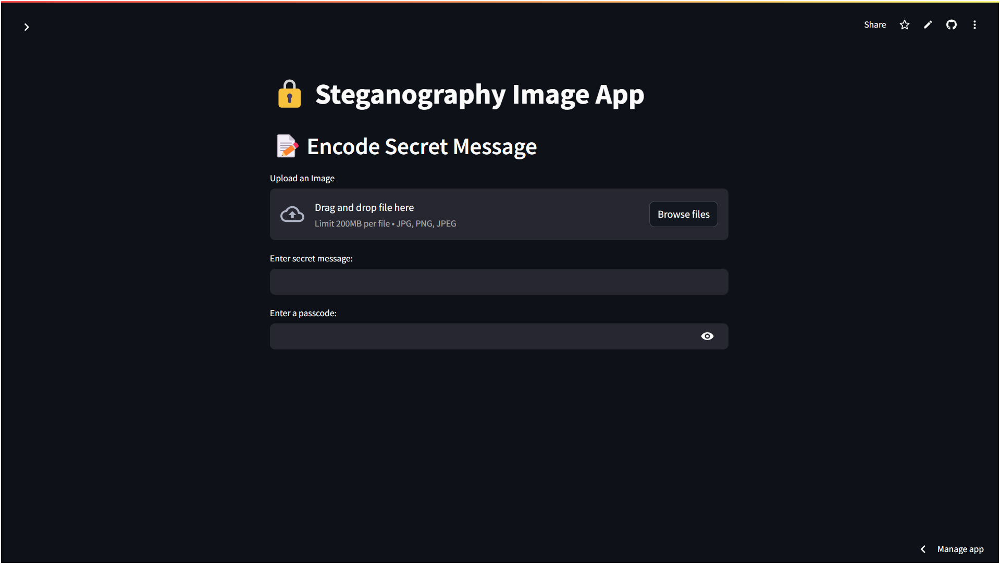 Share
Steganography Image App
Encode Secret Message
Upload an Image
Drag and drop file here
Limit 200MB per file • JPG, PNG, JPEG
Browse files
Enter secret message:
Enter a passcode:
Manage app